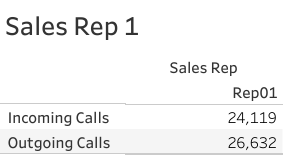 Sales Rep 1
Sales Rep
Rep01
Incoming Calls 24,119
Outgoing Calls 26,632